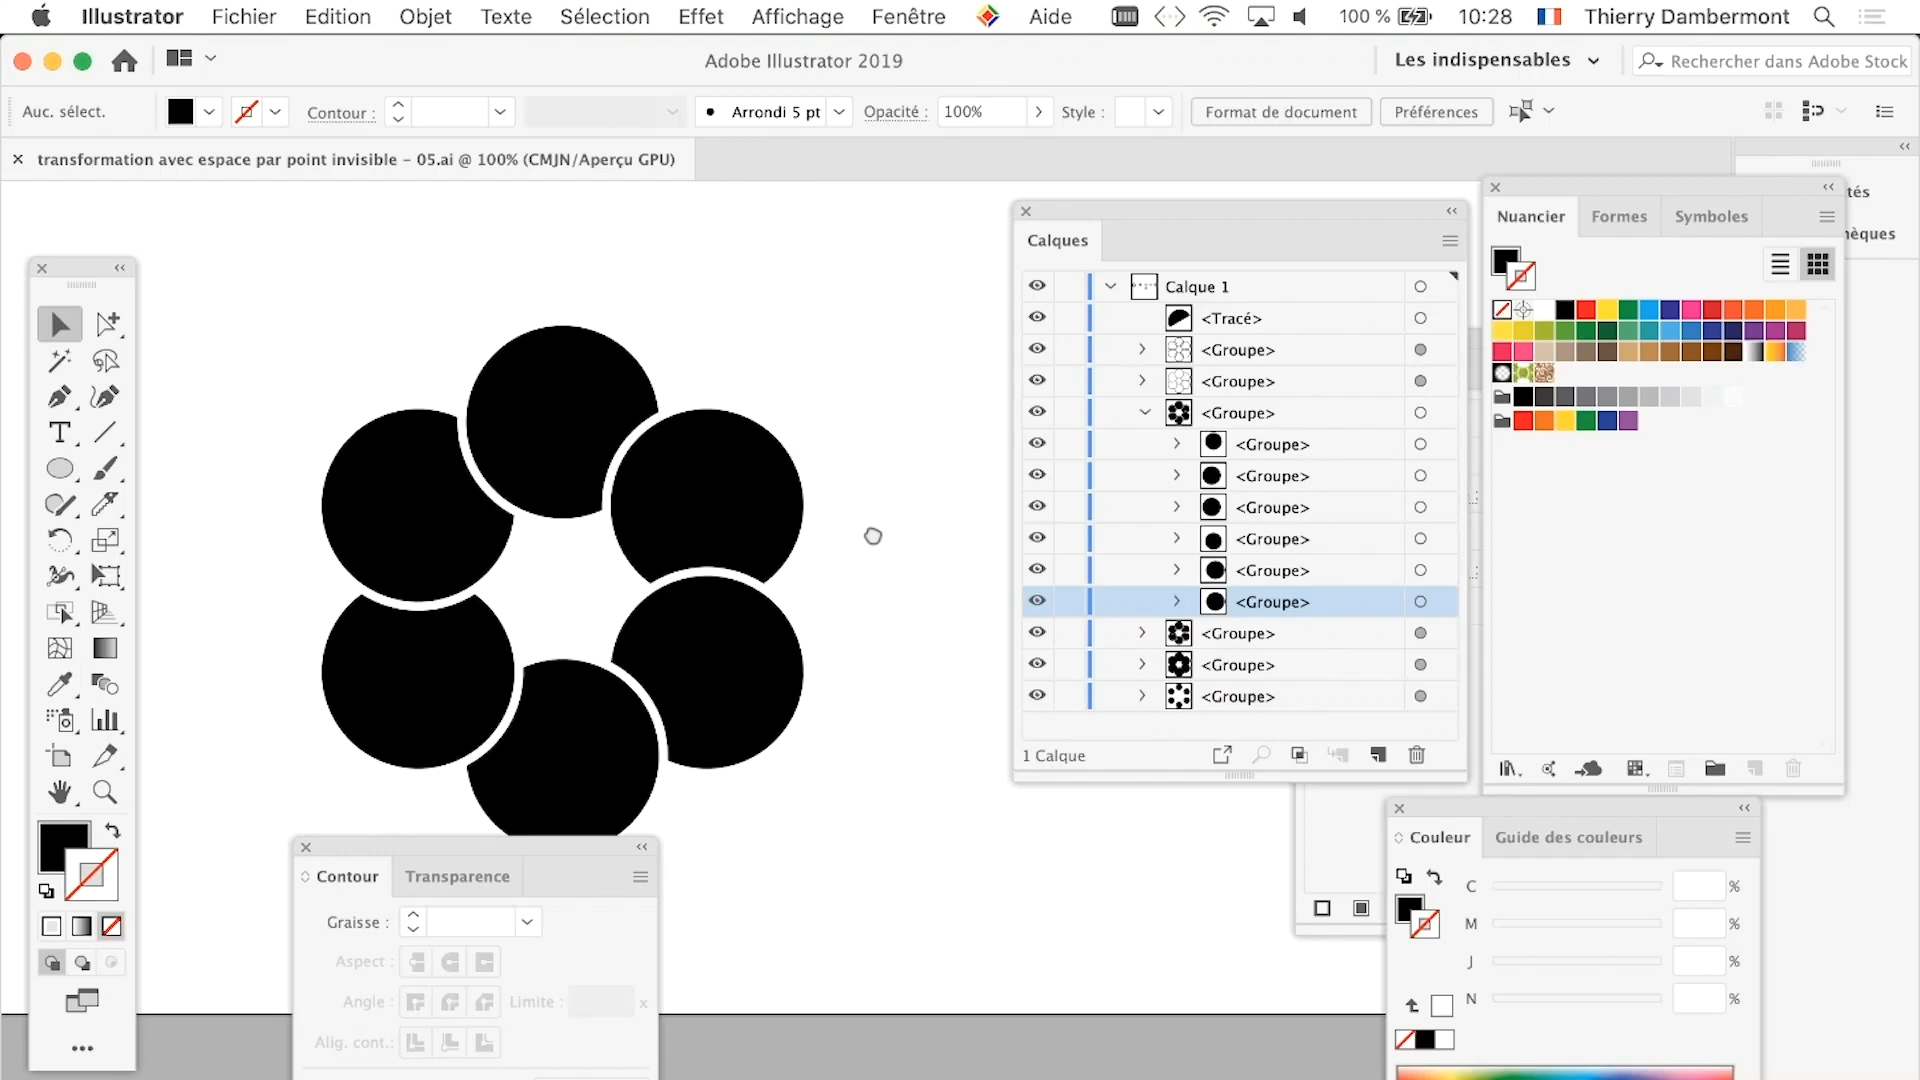 Illustrator Fichier Edition Objet Texte Sélection Effet Affichage Fenêtre Aide 100 % 10:28 Thierry Dambermont
Adobe Illustrator 2019
Les indispensables
Rechercher dans Adobe Stock
Auc. sélect.
Contour :
Arrondi 5 pt
Opacité : 100%
Style :
Format de document
Préférences
transformation avec espace par point invisible – 05.ai @ 100% (CMJN/Aperçu GPU)
tés
hèques
Calques
Calque 1
<Tracé>
<Groupe>
<Groupe>
<Groupe>
<Groupe>
<Groupe>
<Groupe>
<Groupe>
<Groupe>
<Groupe>
<Groupe>
<Groupe>
<Groupe>
1 Calque
Nuancier Formes Symboles
Contour Transparence
Graisse :
Aspect :
Angle : Limite : x
Alig. cont.:
Couleur Guide des couleurs
C %
M %
J %
N %